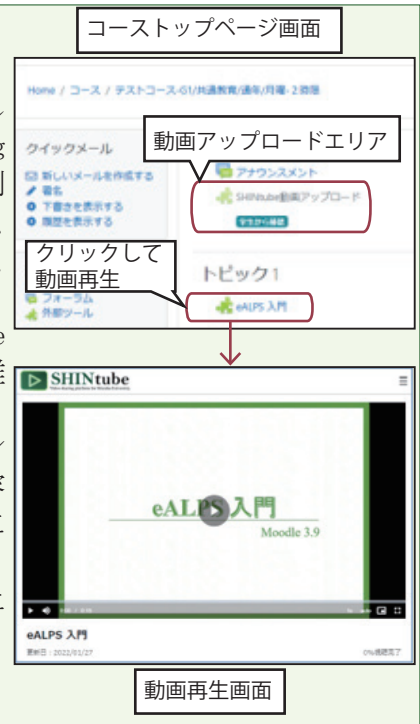 コーストップページ画面
Home / コース / テストコース-G1/共通教育/通年/月曜-2時限
クイックメール
動画アップロードエリア
新しいメールを作成する
アナウンスメント
署名
SHINtube動画アップロード
下書きを表示する
履歴を表示する
学生から秘匿
クリックして
動画再生
トピック1
フォーラム
外部ツール
eALPS 入門
SHINtube
eALPS 入門
Moodle 3.9
eALPS 入門
更新日：2022/01/27
0%視聴完了
動画再生画面